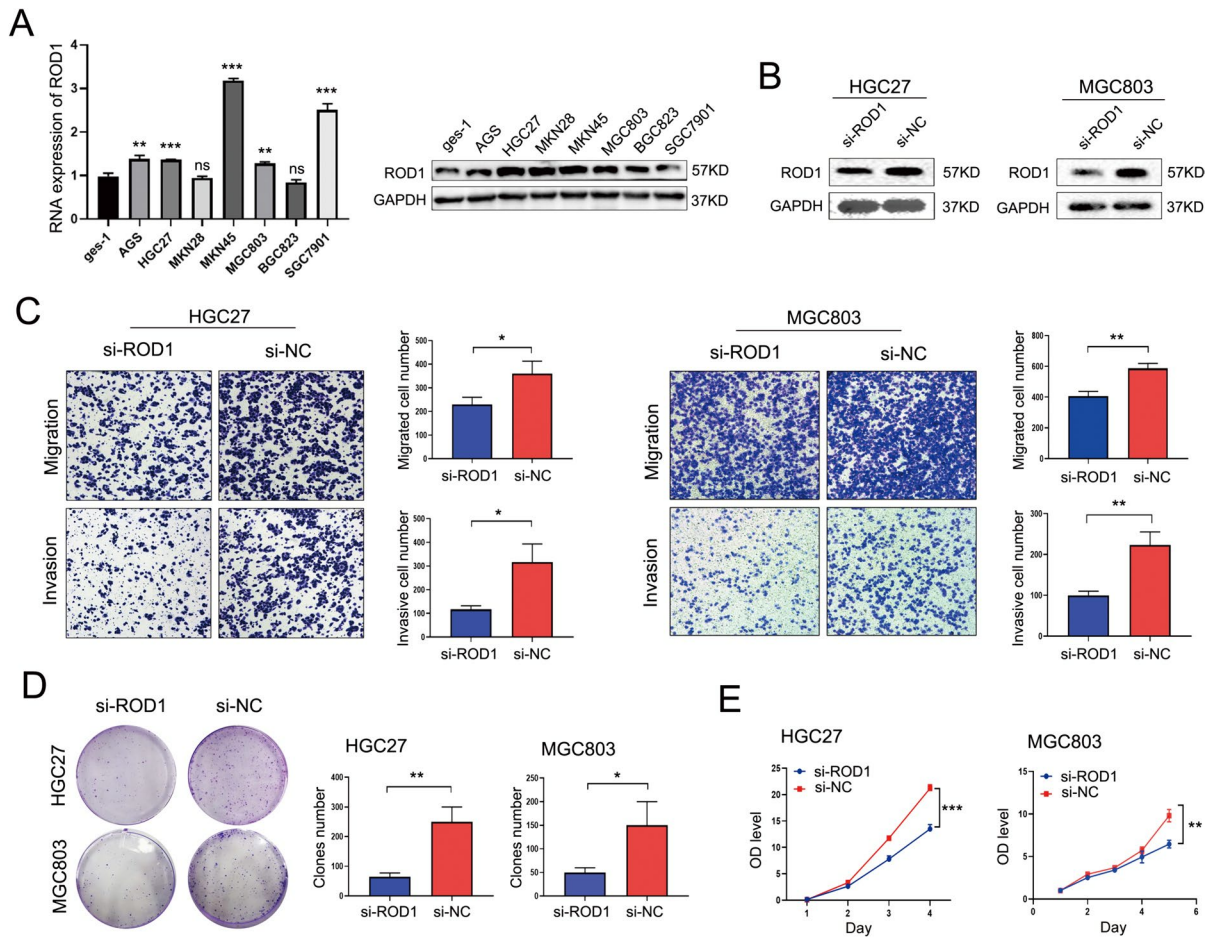 A
RNA expression of ROD1
4
3
2
1
0
ges-1
AGS
HGC27
MKN28
MKN45
MGC803
BGC823
SGC7901
**
***
ns
***
**
ns
***
ges-1
AGS
HGC27
MKN28
MKN45
MGC803
BGC823
SGC7901
ROD1
57KD
GAPDH
37KD
B
HGC27
si-ROD1
si-NC
ROD1
57KD
GAPDH
37KD
MGC803
si-ROD1
si-NC
ROD1
57KD
GAPDH
37KD
C
HGC27
si-ROD1
si-NC
Migration
Invasion
Migrated cell number
500
400
300
200
100
0
*
si-ROD1
si-NC
Invasive cell number
500
400
300
200
100
0
*
si-ROD1
si-NC
MGC803
si-ROD1
si-NC
Migration
Invasion
Migrated cell number
800
600
400
200
0
**
si-ROD1
si-NC
Invasive cell number
300
200
100
0
**
si-ROD1
si-NC
D
si-ROD1
si-NC
HGC27
MGC803
HGC27
Clones number
400
300
200
100
0
**
si-ROD1
si-NC
MGC803
Clones number
250
200
150
100
50
0
*
si-ROD1
si-NC
E
HGC27
si-ROD1
si-NC
OD level
25
20
15
10
5
0
1
2
3
4
Day
***
MGC803
si-ROD1
si-NC
OD level
15
10
5
0
0
2
4
6
Day
**